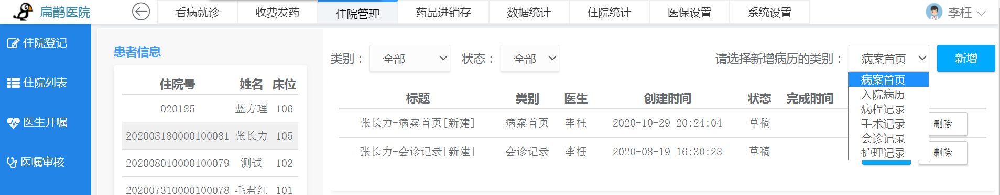 扁鹊医院
看病就诊 收费发药 住院管理 药品进销存 数据统计 住院统计 医保设置 系统设置
李枉
住院登记
住院列表
医生开嘱
医嘱审核
患者信息
住院号 姓名 床位
020185 蓝方理 106
202008180000100081 张长力 105
202008010000100079 测试 102
202007310000100078 毛君红 101
类别： 全部 状态： 全部 请选择新增病历的类别： 病案首页 新增
病案首页
入院病历
病程记录
手术记录
会诊记录
护理记录
标题 类别 医生 创建时间 状态 完成时间
张长力-病案首页[新建] 病案首页 李枉 2020-10-29 20:24:04 草稿 删除
张长力-会诊记录[新建] 会诊记录 李枉 2020-08-19 16:30:28 草稿 删除